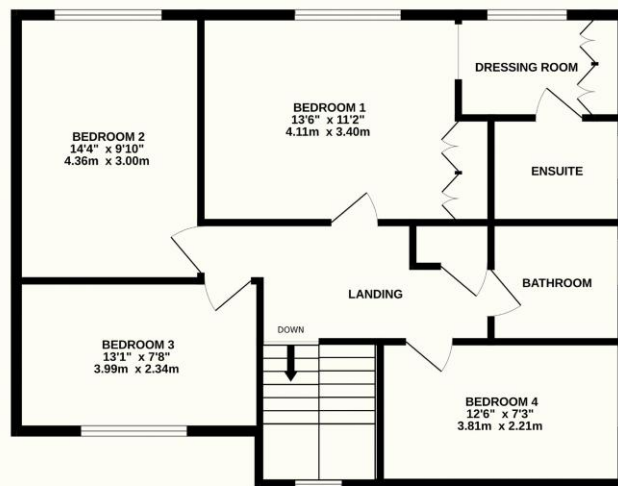 DRESSING ROOM
BEDROOM 1
13'6" x 11'2"
4.11m x 3.40m
BEDROOM 2
14'4" x 9'10"
4.36m x 3.00m
ENSUITE
BATHROOM
LANDING
DOWN
BEDROOM 3
13'1" x 7'8"
3.99m x 2.34m
BEDROOM 4
12'6" x 7'3"
3.81m x 2.21m